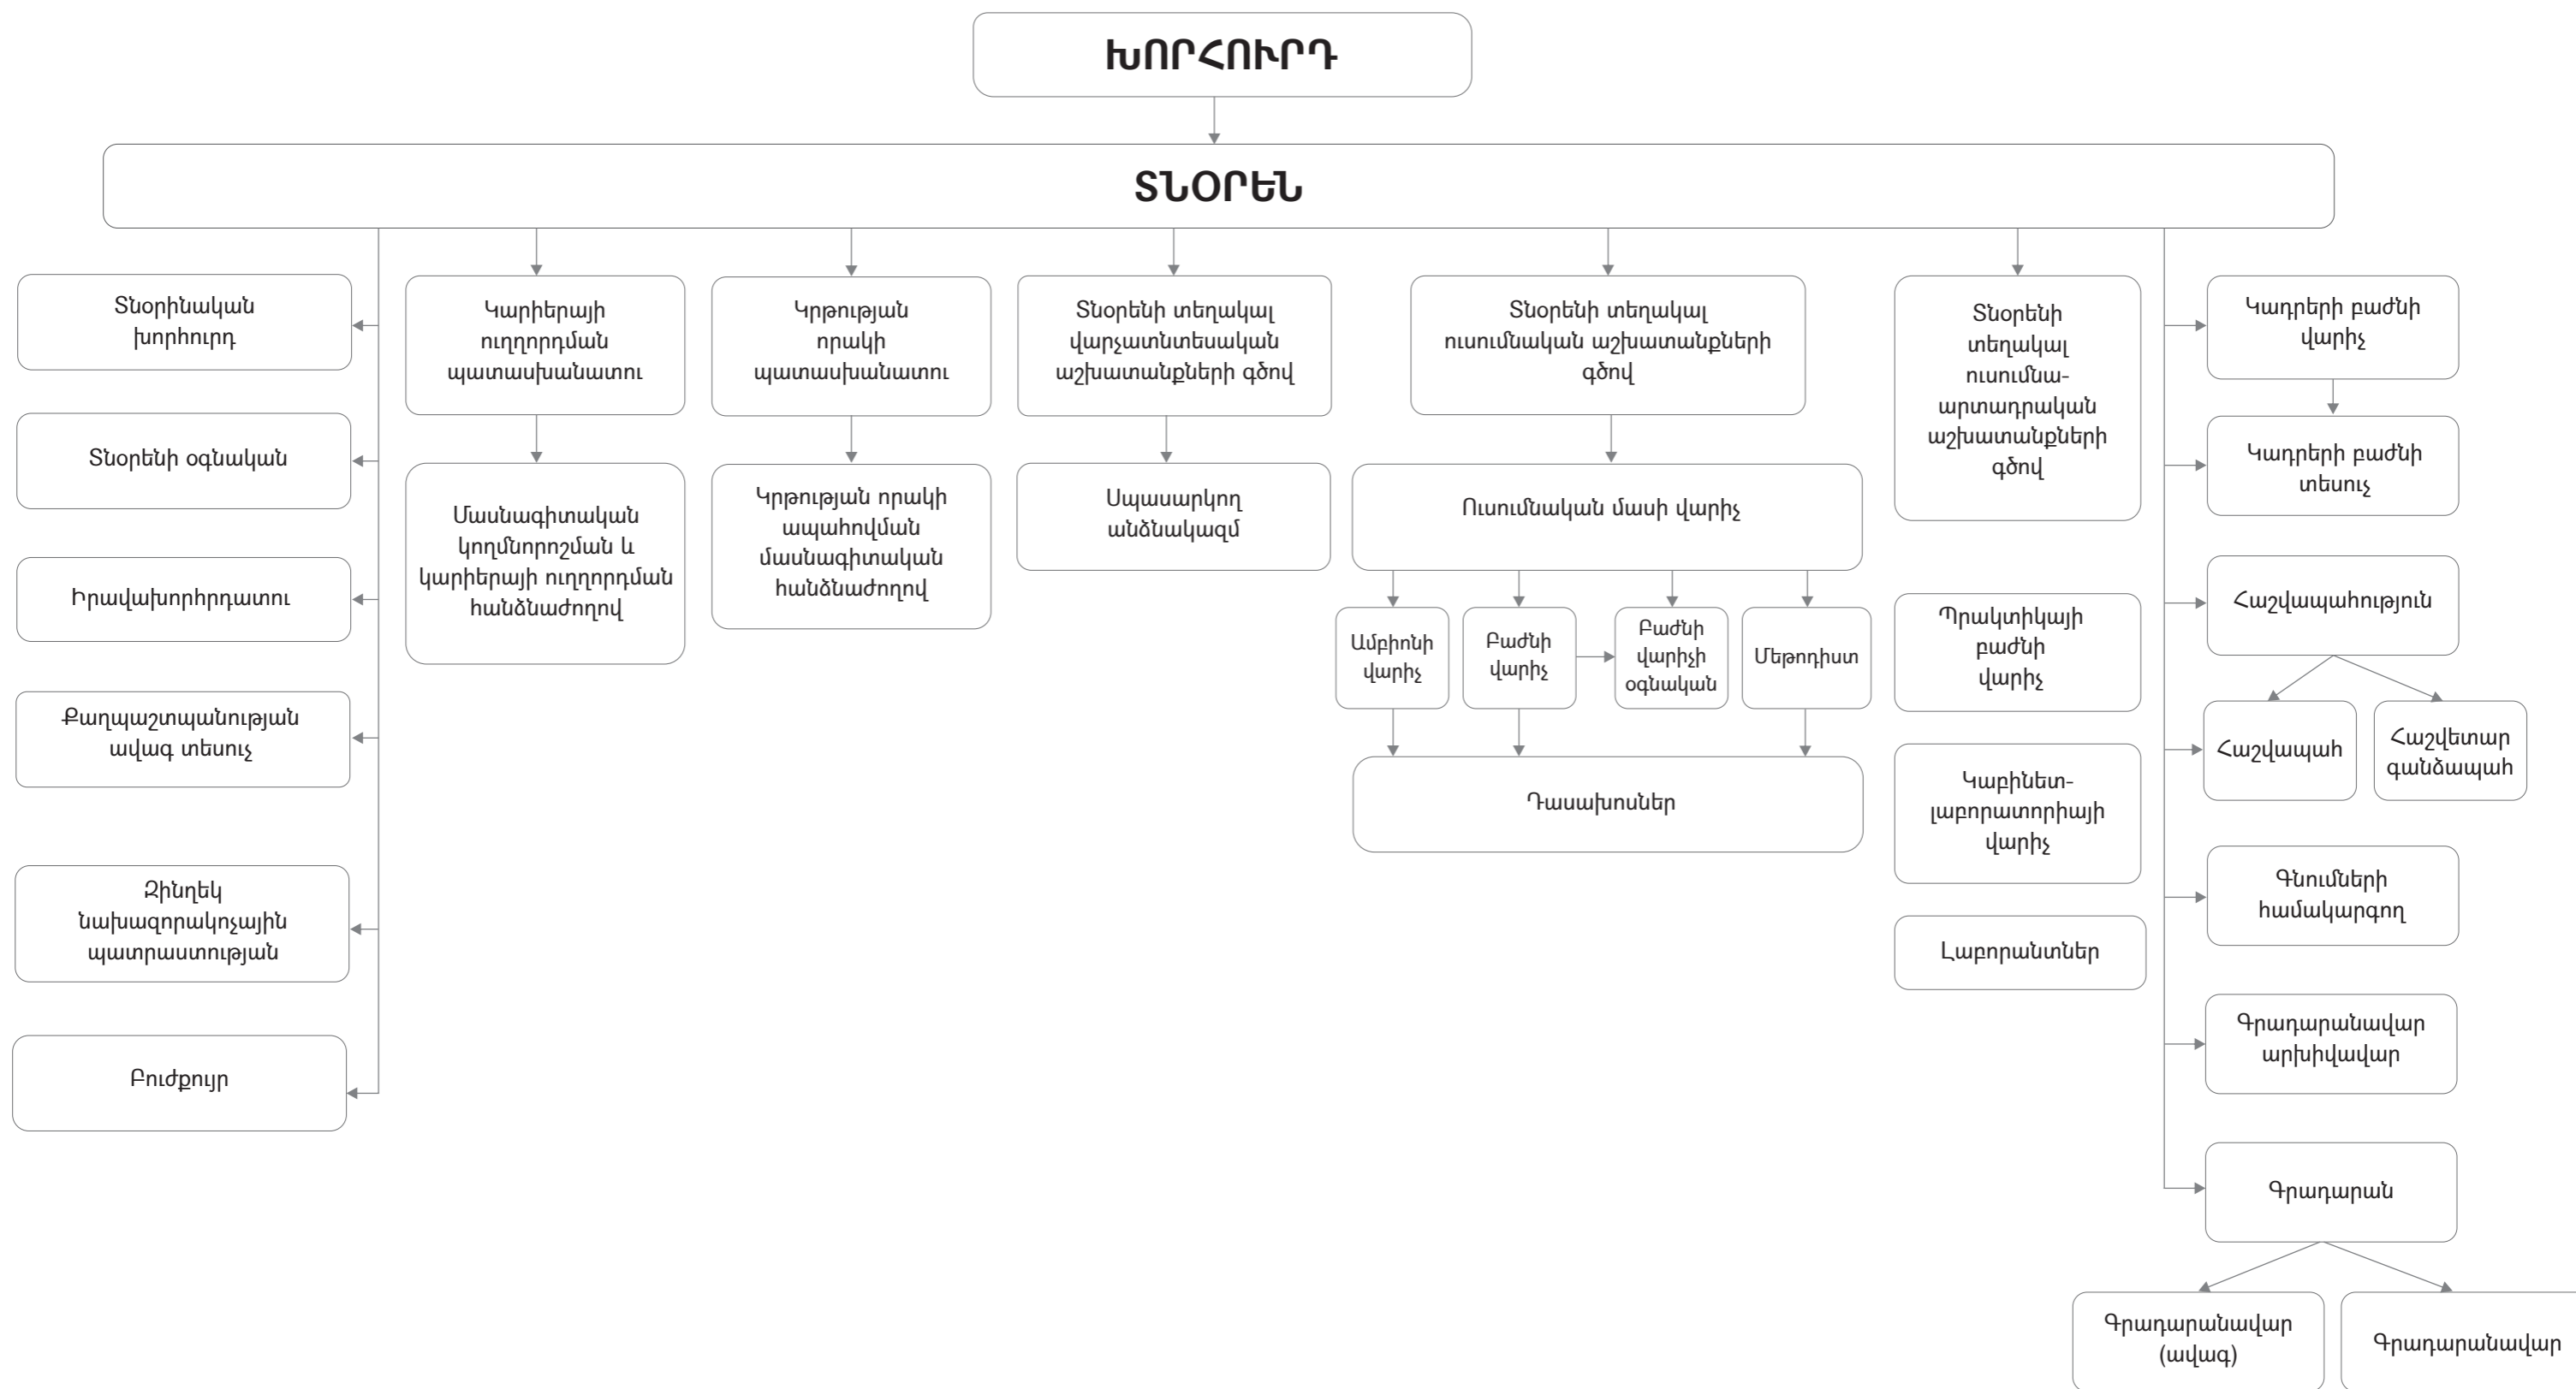 ԽՈՐՀՈՒՐԴ
ՏՆՕՐԵՆ
Տնօրինական
խորհուրդ
Տնօրենի օգնական
Իրավախորհրդատու
Քաղպաշտպանության
ավագ տեսուչ
Զինղեկ
նախազորակոչային
պատրաստության
Բուժքույր
Կարիերայի
ուղղորդման
պատասխանատու
Մասնագիտական
կողմնորոշման և
կարիերայի ուղղորդման
հանձնաժողով
Կրթության
որակի
պատասխանատու
Կրթության որակի
ապահովման
մասնագիտական
հանձնաժողով
Տնօրենի տեղակալ
վարչատնտեսական
աշխատանքների գծով
Սպասարկող
անձնակազմ
Տնօրենի տեղակալ
ուսումնական աշխատանքների
գծով
Ուսումնական մասի վարիչ
Ամբիոնի
վարիչ
Բաժնի
վարիչ
Բաժնի
վարիչի
օգնական
Մեթոդիստ
Դասախոսներ
Տնօրենի
տեղակալ
ուսումնա-
արտադրական
աշխատանքների
գծով
Պրակտիկայի
բաժնի
վարիչ
Կաբինետ-
լաբորատորիայի
վարիչ
Լաբորանտներ
Կադրերի բաժնի
վարիչ
Կադրերի բաժնի
տեսուչ
Հաշվապահություն
Հաշվապահ
Հաշվետար
գանձապահ
Գնումների
համակարգող
Գրադարանավար
արխիվավար
Գրադարան
Գրադարանավար
(ավագ)
Գրադարանավար